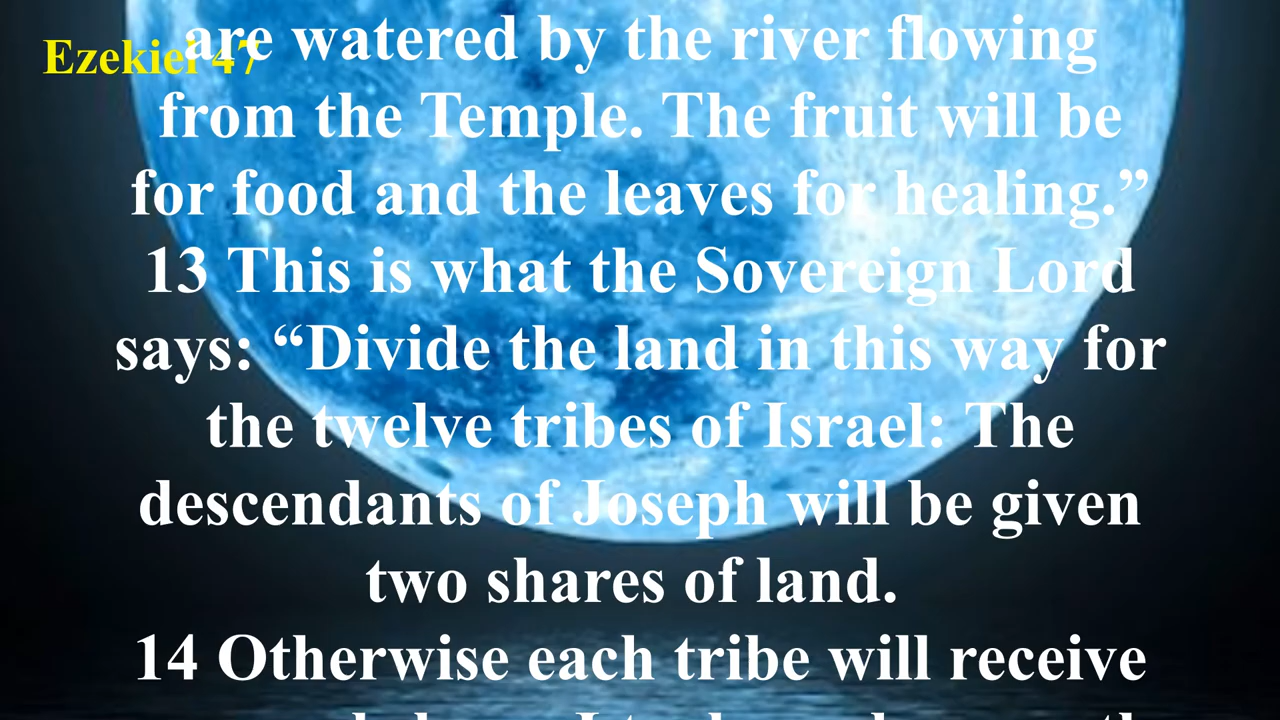 Ezekiel 47
are watered by the river flowing
from the Temple. The fruit will be
for food and the leaves for healing.”
13 This is what the Sovereign Lord
says: “Divide the land in this way for
the twelve tribes of Israel: The
descendants of Joseph will be given
two shares of land.
14 Otherwise each tribe will receive